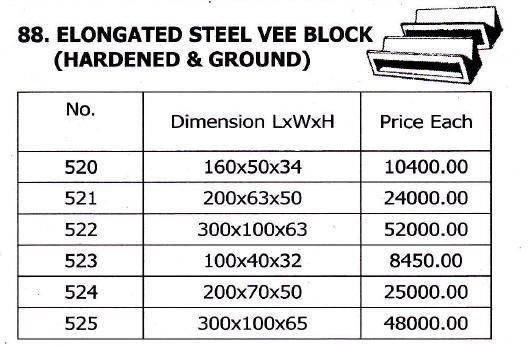 88. ELONGATED STEEL VEE BLOCK
(HARDENED & GROUND)
No. Dimension LxWxH Price Each
520 160x50x34 10400.00
521 200x63x50 24000.00
522 300x100x63 52000.00
523 100x40x32 8450.00
524 200x70x50 25000.00
525 300x100x65 48000.00